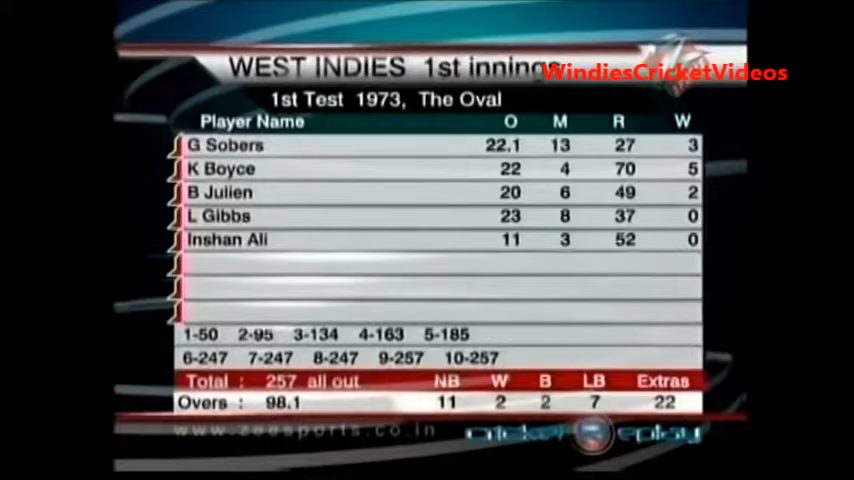 WEST INDIES 1st innings
WindiesCricketVideos
1st Test 1973, The Oval
Player Name O M R W
G Sobers 22.1 13 27 3
K Boyce 22 4 70 5
B Julien 20 6 49 2
L Gibbs 23 8 37 0
Inshan Ali 11 3 52 0
1-50 2-95 3-134 4-163 5-185
6-247 7-247 8-247 9-257 10-257
Total : 257 all out NB W B LB Extras
Overs : 98.1 11 2 2 7 22
www.zeesports.co.in cricket Replay